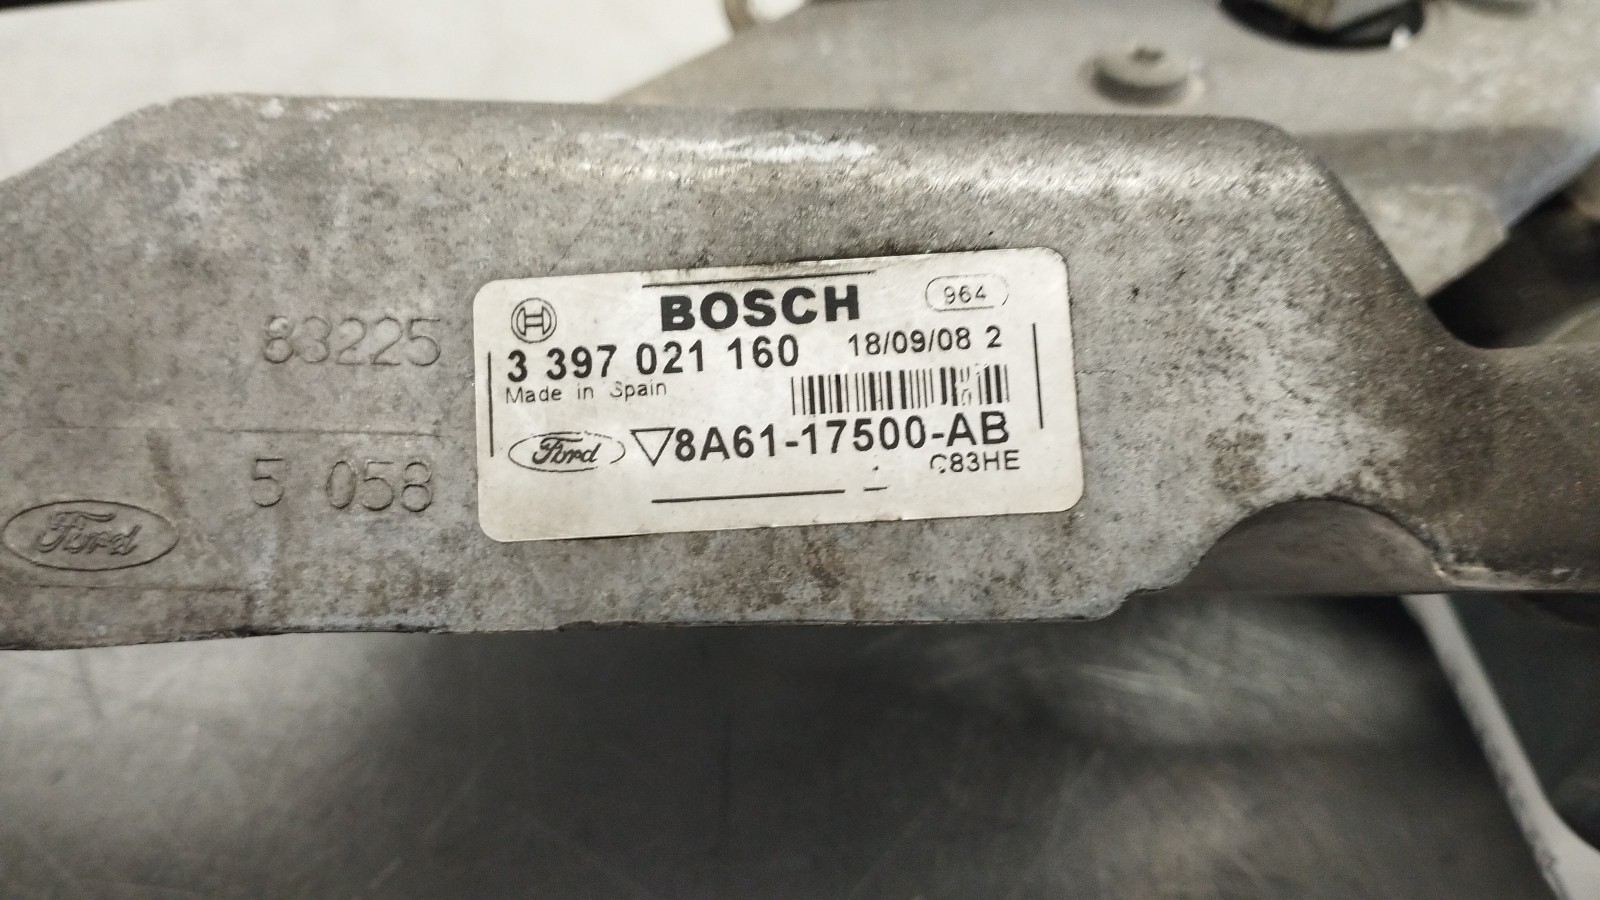 83225
5 058
Ford
BOSCH
964
3 397 021 160 18/09/08 2
Made in Spain
Ford 8A61-17500-AB
C83HE